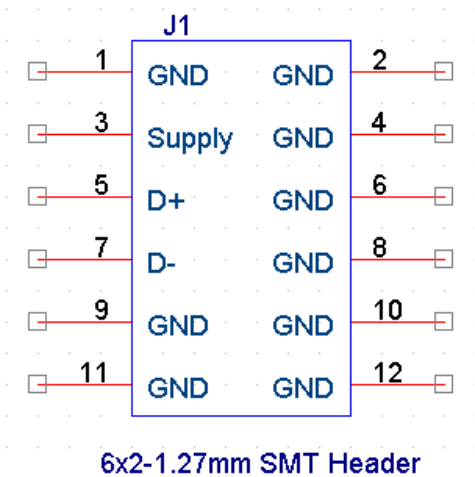 J1
1 GND GND 2
3 Supply GND 4
5 D+ GND 6
7 D- GND 8
9 GND GND 10
11 GND GND 12
6x2-1.27mm SMT Header